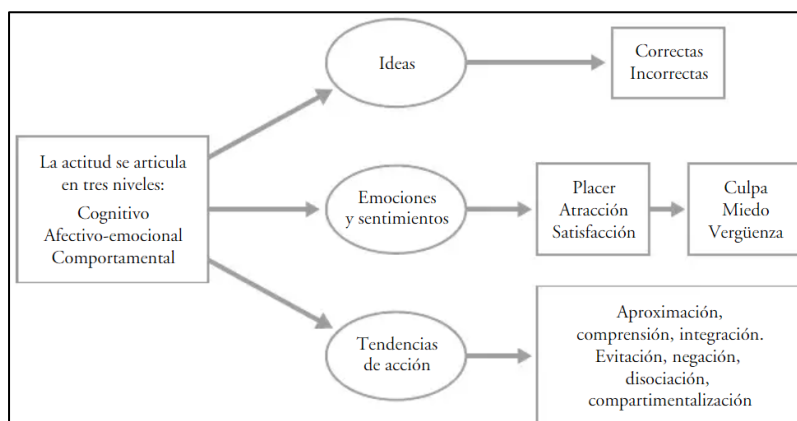 La actitud se articula
en tres niveles:
Cognitivo
Afectivo-emocional
Comportamental
Ideas
Correctas
Incorrectas
Emociones
y sentimientos
Placer
Atracción
Satisfacción
Culpa
Miedo
Vergüenza
Tendencias
de acción
Aproximación,
comprensión, integración.
Evitación, negación,
disociación,
compartimentalización